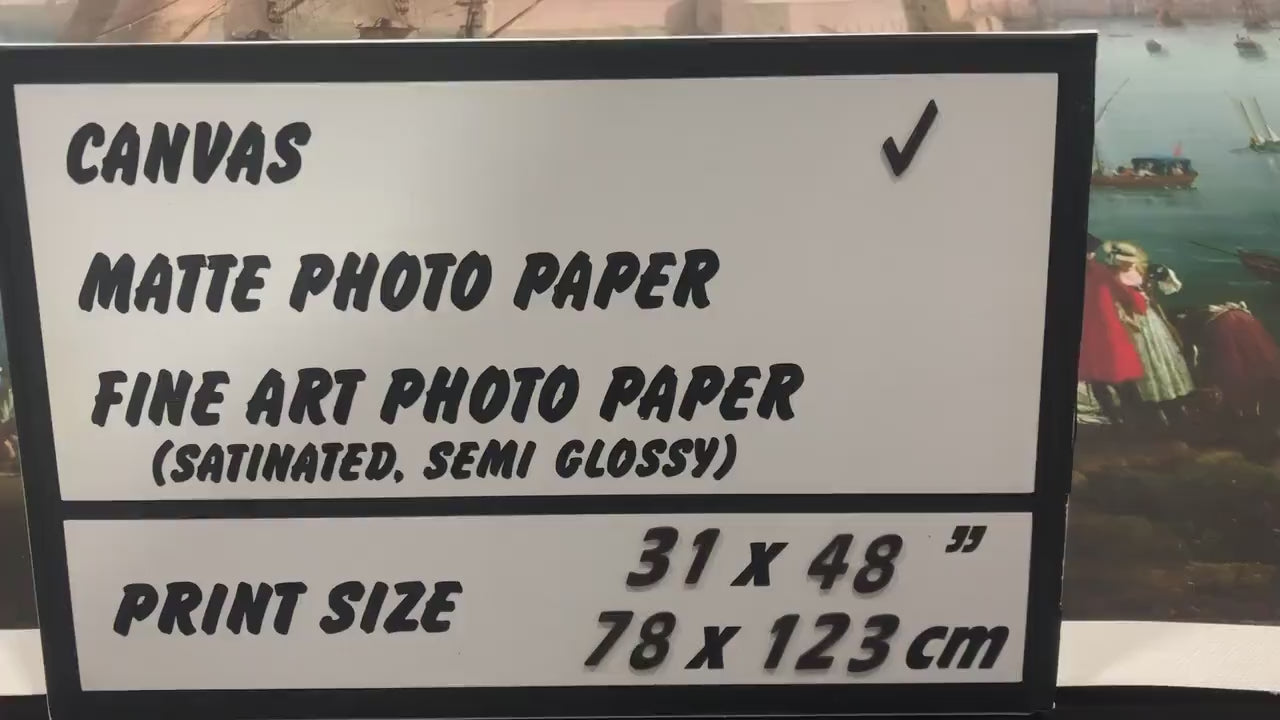 CANVAS ✓
MATTE PHOTO PAPER
FINE ART PHOTO PAPER
(SATINATED, SEMI GLOSSY)
PRINT SIZE
31 x 48 ”
78 x 123 cm